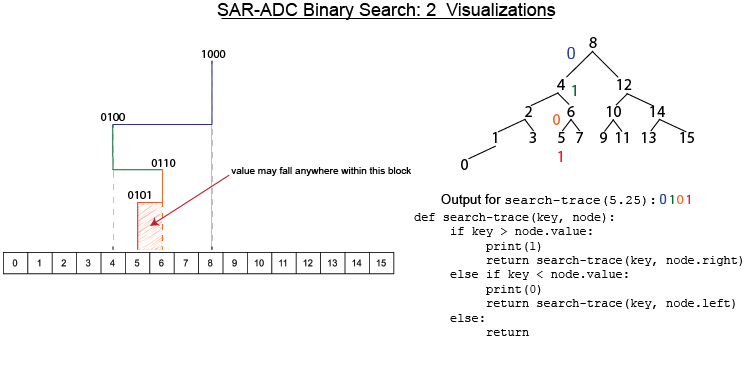 SAR-ADC Binary Search: 2 Visualizations
1000
0100
0110
0101
value may fall anywhere within this block
0 1 2 3 4 5 6 7 8 9 10 11 12 13 14 15
8
0
4 1 12
2 0 6 10 14
1 3 5 7 9 11 13 15
1
0
Output for search-trace(5.25): 0101
def search-trace(key, node):
if key > node.value:
print(1)
return search-trace(key, node.right)
else if key < node.value:
print(0)
return search-trace(key, node.left)
else:
return